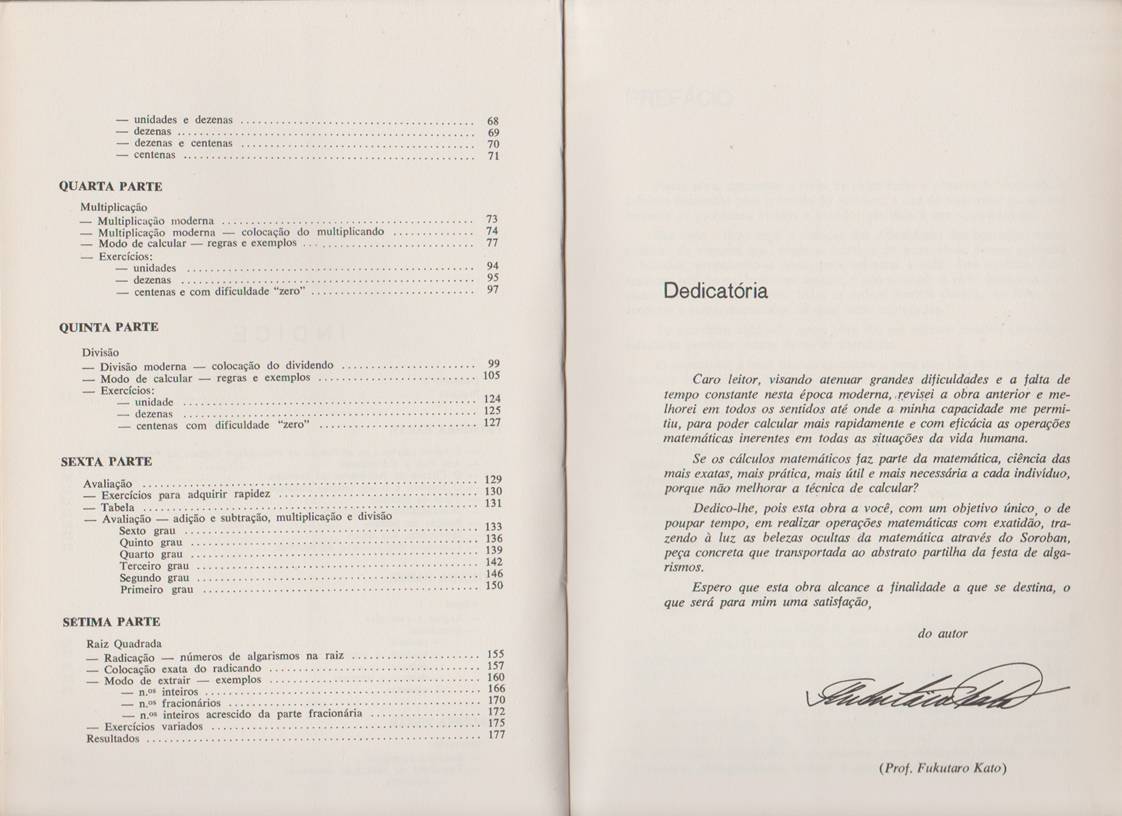 — unidades e dezenas ........................................ 68
— dezenas .................................................. 69
— dezenas e centenas ........................................ 70
— centenas ................................................. 71
QUARTA PARTE
Multiplicação
— Multiplicação moderna .......................................... 73
— Multiplicação moderna — colocação do multiplicando .............. 74
— Modo de calcular — regras e exemplos ............................. 77
— Exercícios:
— unidades ................................................ 94
— dezenas ................................................. 95
— centenas e com dificuldade “zero” ............................ 97
QUINTA PARTE
Divisão
— Divisão moderna — colocação do dividendo ....................... 99
— Modo de calcular — regras e exemplos ........................... 105
— Exercícios:
— unidade ................................................. 124
— dezenas ................................................. 125
— centenas com dificuldade “zero” ........................... 127
SEXTA PARTE
Avaliação ........................................................ 129
— Exercícios para adquirir rapidez ................................. 130
— Tabela ........................................................ 131
— Avaliação — adição e subtração, multiplicação e divisão
Sexto grau .................................................. 133
Quinto grau ................................................ 136
Quarto grau ................................................ 139
Terceiro grau ............................................... 142
Segundo grau ............................................... 146
Primeiro grau .............................................. 150
SETIMA PARTE
Raiz Quadrada
— Radicação — números de algarismos na raiz ...................... 155
— Colocação exata do radicando .................................... 157
— Modo de extrair — exemplos .................................... 160
— n.os inteiros .............................................. 166
— n.os fracionários .......................................... 170
— n.os inteiros acrescido da parte fracionária ................... 172
— Exercícios variados ............................................. 175
Resultados ........................................................ 177
Dedicatória
Caro leitor, visando atenuar grandes dificuldades e a falta de
tempo constante nesta época moderna, revisei a obra anterior e me-
lhorei em todos os sentidos até onde a minha capacidade me permi-
tiu, para poder calcular mais rapidamente e com eficácia as operações
matemáticas inerentes em todas as situações da vida humana.
Se os cálculos matemáticos faz parte da matemática, ciência das
mais exatas, mais prática, mais útil e mais necessária a cada indivíduo,
porque não melhorar a técnica de calcular?
Dedico-lhe, pois esta obra a você, com um objetivo único, o de
poupar tempo, em realizar operações matemáticas com exatidão, tra-
zendo à luz as belezas ocultas da matemática através do Soroban,
peça concreta que transportada ao abstrato partilha da festa de alga-
rismos.
Espero que esta obra alcance a finalidade a que se destina, o
que será para mim uma satisfação,
do autor
Fukutaro Kato
(Prof. Fukutaro Kato)